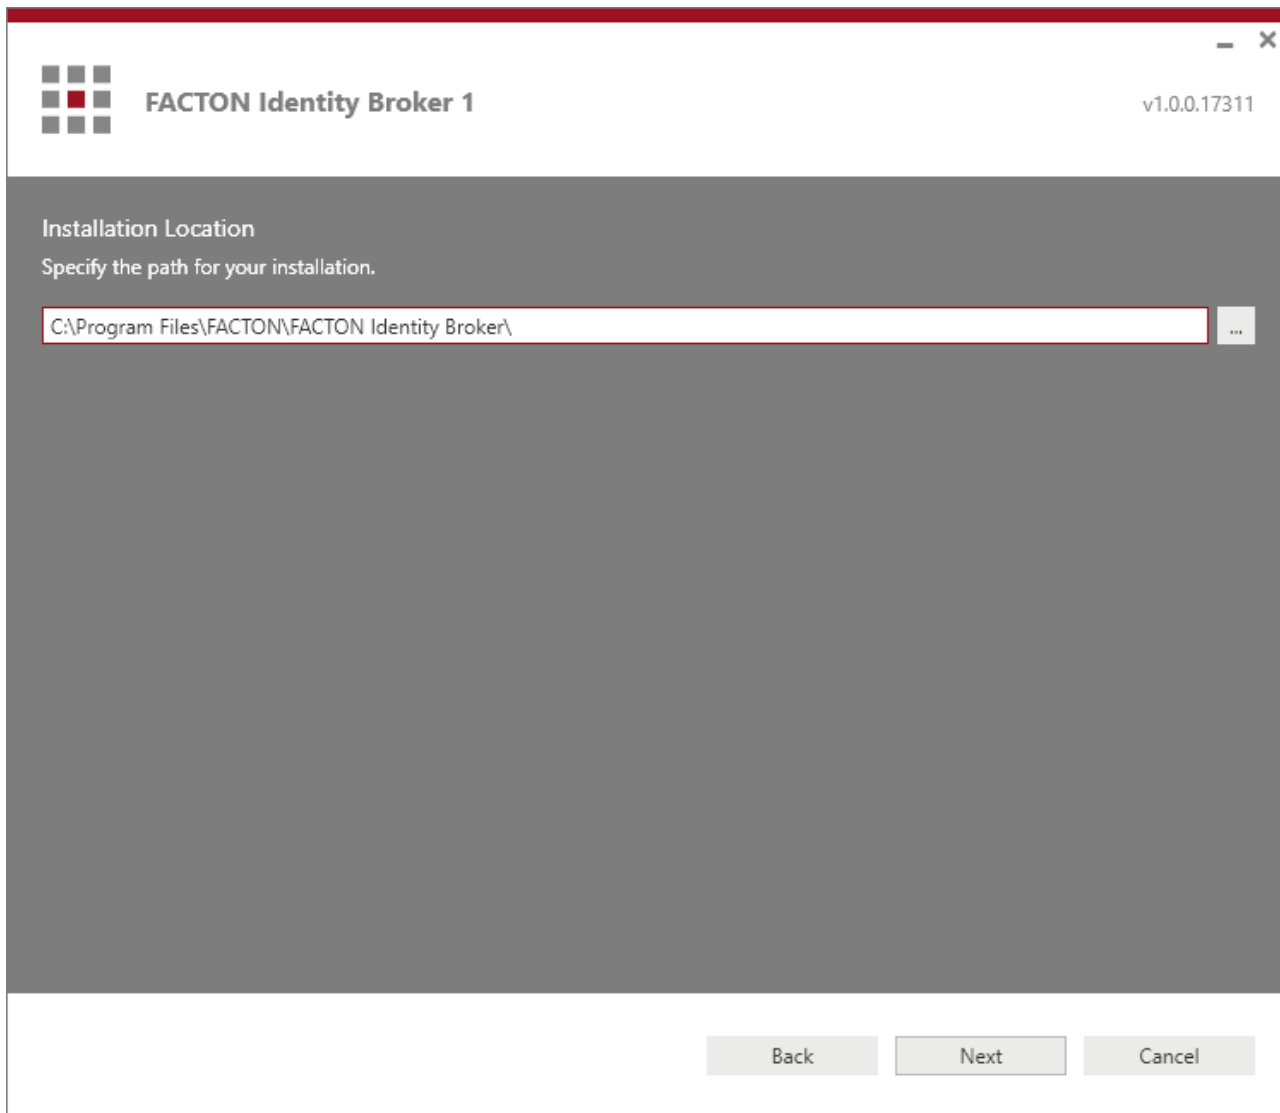 FACTON Identity Broker 1
v1.0.0.17311
Installation Location
Specify the path for your installation.
C:\Program Files\FACTON\FACTON Identity Broker\
...
Back
Next
Cancel